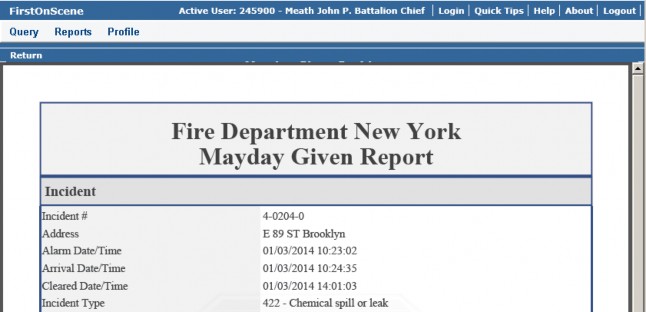 FirstOnScene Active User: 245900 - Meath John P. Battalion Chief | Login | Quick Tips | Help | About | Logout |
Query Reports Profile
Return
Fire Department New York
Mayday Given Report
Incident
Incident # 4-0204-0
Address E 89 ST Brooklyn
Alarm Date/Time 01/03/2014 10:23:02
Arrival Date/Time 01/03/2014 10:24:35
Cleared Date/Time 01/03/2014 14:01:03
Incident Type 422 - Chemical spill or leak